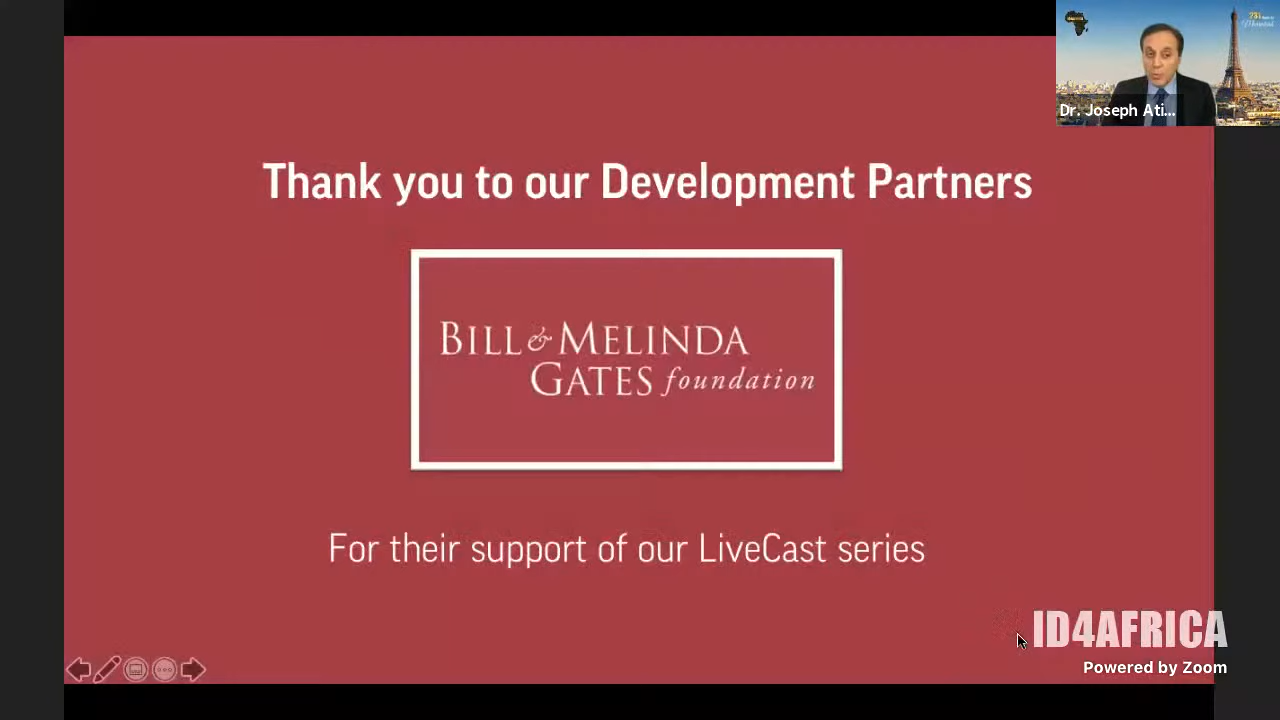 Dr. Joseph Ati...
Thank you to our Development Partners
BILL & MELINDA
GATES foundation
For their support of our LiveCast series
ID4AFRICA
Powered by Zoom